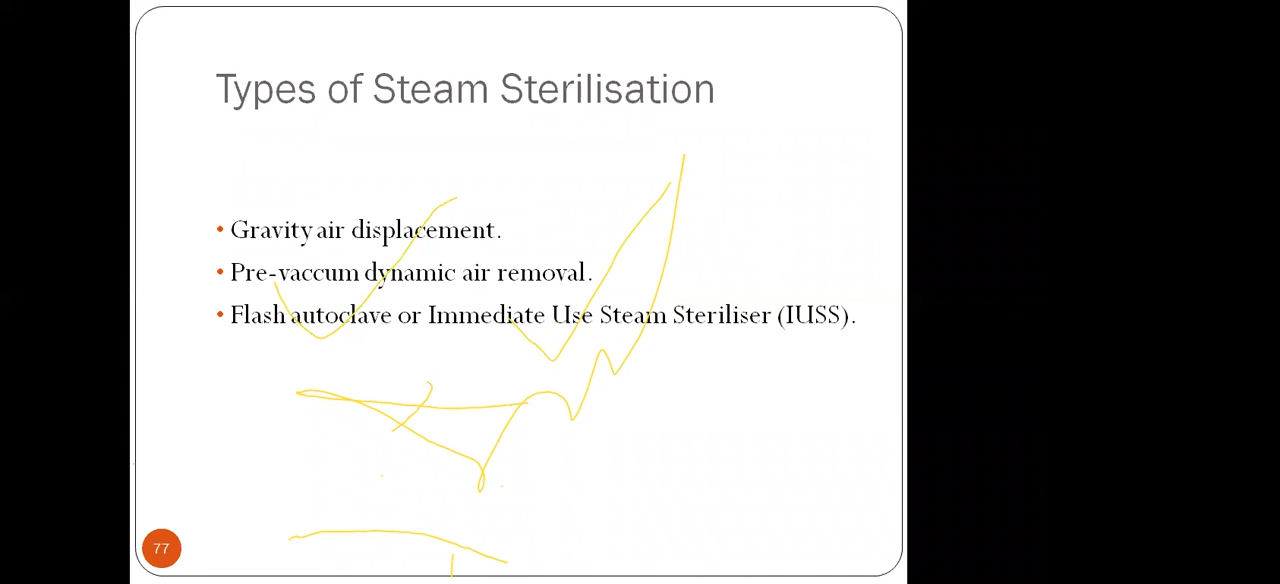 Types of Steam Sterilisation
• Gravity air displacement.
• Pre-vaccum dynamic air removal.
• Flash autoclave or Immediate Use Steam Steriliser (IUSS).
77